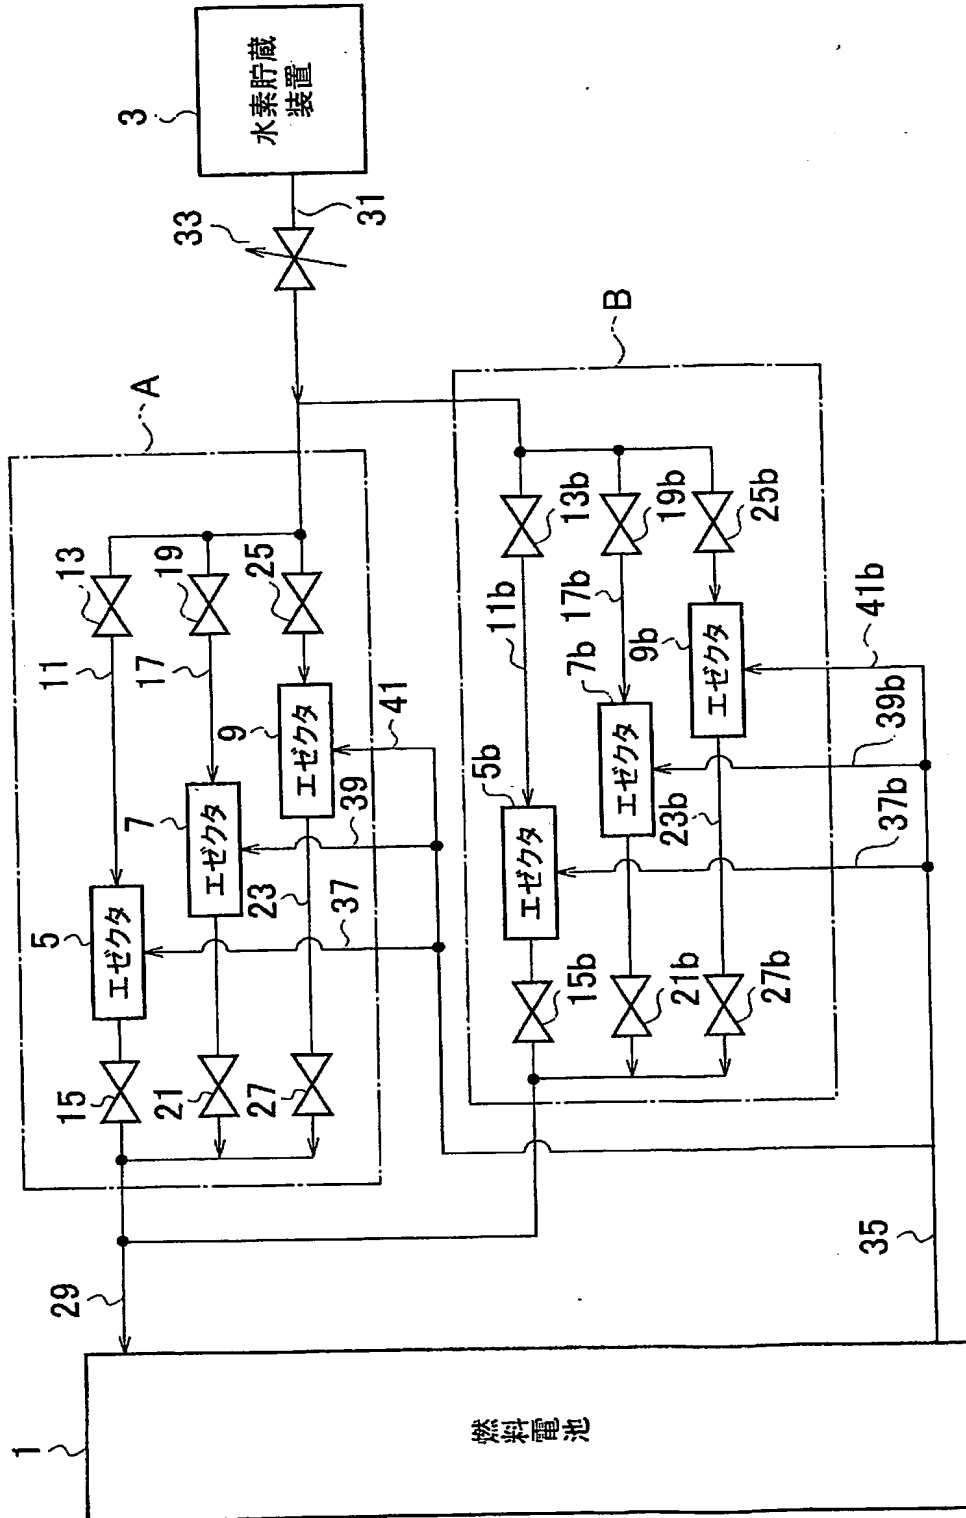 1
29
15
5
11
13
エゼクタ
21
7
17
19
A
3
33
エゼクタ
27
23
9
25
水素貯蔵
装置
エゼクタ
37
39
31
41
5b
11b
燃料電池
エゼクタ
15b
13b
7b
17b
B
エゼクタ
21b
23b
9b
19b
エゼクタ
27b
25b
35
37b
39b
41b